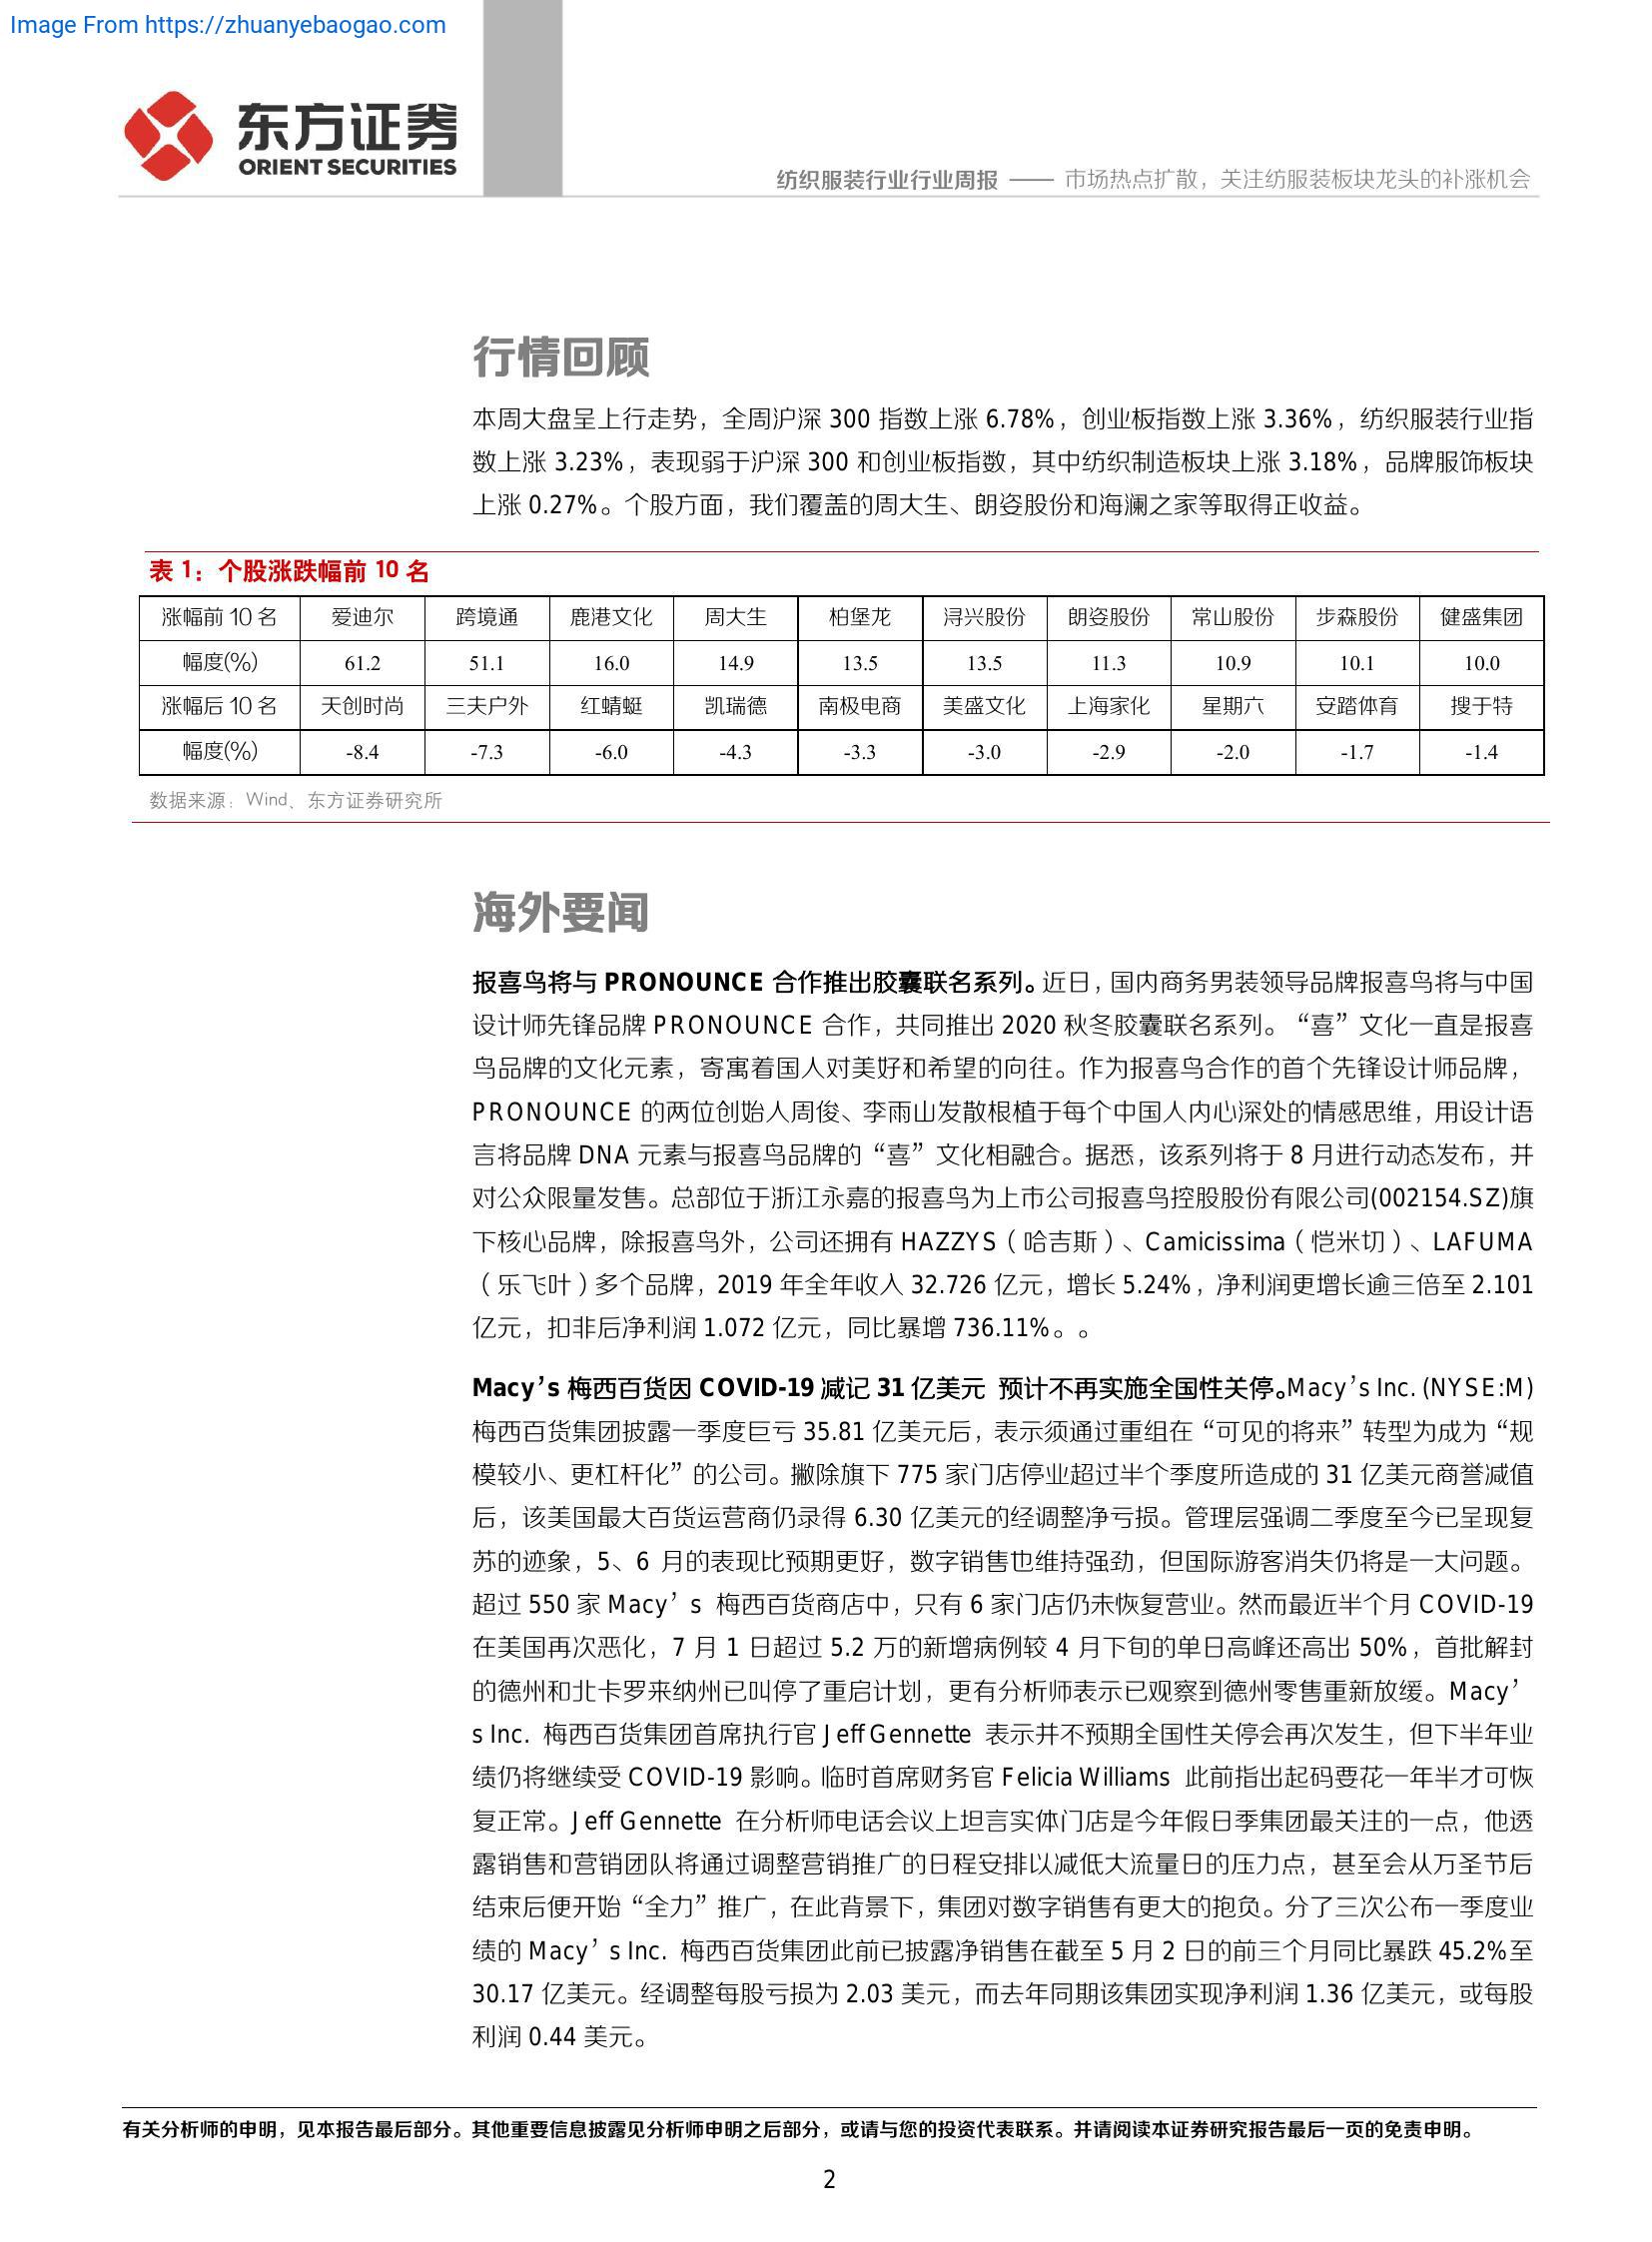 Image From https://zhuanyebaogao.com
东方证券
ORIENT SECURITIES
纺织服装行业行业周报 —— 市场热点扩散，关注纺服装板块龙头的补涨机会
行情回顾
本周大盘呈上行走势，全周沪深 300 指数上涨 6.78%，创业板指数上涨 3.36%，纺织服装行业指
数上涨 3.23%，表现弱于沪深 300 和创业板指数，其中纺织制造板块上涨 3.18%，品牌服饰板块
上涨 0.27%。个股方面，我们覆盖的周大生、朗姿股份和海澜之家等取得正收益。
表 1：个股涨跌幅前 10 名
涨幅前 10 名 爱迪尔 跨境通 鹿港文化 周大生 柏堡龙 浔兴股份 朗姿股份 常山股份 步森股份 健盛集团
幅度(%) 61.2 51.1 16.0 14.9 13.5 13.5 11.3 10.9 10.1 10.0
涨幅后 10 名 天创时尚 三夫户外 红蜻蜓 凯瑞德 南极电商 美盛文化 上海家化 星期六 安踏体育 搜于特
幅度(%) -8.4 -7.3 -6.0 -4.3 -3.3 -3.0 -2.9 -2.0 -1.7 -1.4
数据来源：Wind、东方证券研究所
海外要闻
报喜鸟将与 PRONOUNCE 合作推出胶囊联名系列。近日，国内商务男装领导品牌报喜鸟将与中国
设计师先锋品牌 PRONOUNCE 合作，共同推出 2020 秋冬胶囊联名系列。“喜”文化一直是报喜
鸟品牌的文化元素，寄寓着国人对美好和希望的向往。作为报喜鸟合作的首个先锋设计师品牌，
PRONOUNCE 的两位创始人周俊、李雨山发散根植于每个中国人内心深处的情感思维，用设计语
言将品牌 DNA 元素与报喜鸟品牌的“喜”文化相融合。据悉，该系列将于 8 月进行动态发布，并
对公众限量发售。总部位于浙江永嘉的报喜鸟为上市公司报喜鸟控股股份有限公司(002154.SZ)旗
下核心品牌，除报喜鸟外，公司还拥有 HAZZYS（哈吉斯）、Camicissima（恺米切）、LAFUMA
（乐飞叶）多个品牌，2019 年全年收入 32.726 亿元，增长 5.24%，净利润更增长逾三倍至 2.101
亿元，扣非后净利润 1.072 亿元，同比暴增 736.11%。。
Macy’s 梅西百货因 COVID-19 减记 31 亿美元 预计不再实施全国性关停。Macy’s Inc. (NYSE:M)
梅西百货集团披露一季度巨亏 35.81 亿美元后，表示须通过重组在“可见的将来”转型为成为“规
模较小、更杠杆化”的公司。撇除旗下 775 家门店停业超过半个季度所造成的 31 亿美元商誉减值
后，该美国最大百货运营商仍录得 6.30 亿美元的经调整净亏损。管理层强调二季度至今已呈现复
苏的迹象，5、6 月的表现比预期更好，数字销售也维持强劲，但国际游客消失仍将是一大问题。
超过 550 家 Macy’s 梅西百货商店中，只有 6 家门店仍未恢复营业。然而最近半个月 COVID-19
在美国再次恶化，7 月 1 日超过 5.2 万的新增病例较 4 月下旬的单日高峰还高出 50%，首批解封
的德州和北卡罗来纳州已叫停了重启计划，更有分析师表示已观察到德州零售重新放缓。Macy’
s Inc. 梅西百货集团首席执行官 Jeff Gennette 表示并不预期全国性关停会再次发生，但下半年业
绩仍将继续受 COVID-19 影响。临时首席财务官 Felicia Williams 此前指出起码要花一年半才可恢
复正常。Jeff Gennette 在分析师电话会议上坦言实体门店是今年假日季集团最关注的一点，他透
露销售和营销团队将通过调整营销推广的日程安排以减低大流量日的压力点，甚至会从万圣节后
结束后便开始“全力”推广，在此背景下，集团对数字销售有更大的抱负。分了三次公布一季度业
绩的 Macy’s Inc. 梅西百货集团此前已披露净销售在截至 5 月 2 日的前三个月同比暴跌 45.2%至
30.17 亿美元。经调整每股亏损为 2.03 美元，而去年同期该集团实现净利润 1.36 亿美元，或每股
利润 0.44 美元。
有关分析师的申明，见本报告最后部分。其他重要信息披露见分析师申明之后部分，或请与您的投资代表联系。并请阅读本证券研究报告最后一页的免责申明。
2